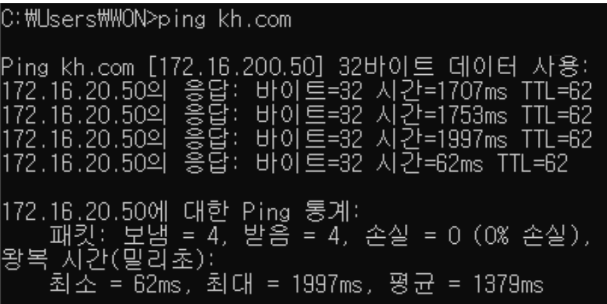 C:₩Users₩WON>ping kh.com
Ping kh.com [172.16.200.50] 32바이트 데이터 사용:
172.16.20.50의 응답: 바이트=32 시간=1707ms TTL=62
172.16.20.50의 응답: 바이트=32 시간=1753ms TTL=62
172.16.20.50의 응답: 바이트=32 시간=1997ms TTL=62
172.16.20.50의 응답: 바이트=32 시간=62ms TTL=62
172.16.20.50에 대한 Ping 통계:
패킷: 보냄 = 4, 받음 = 4, 손실 = 0 (0% 손실),
왕복 시간(밀리초):
최소 = 62ms, 최대 = 1997ms, 평균 = 1379ms